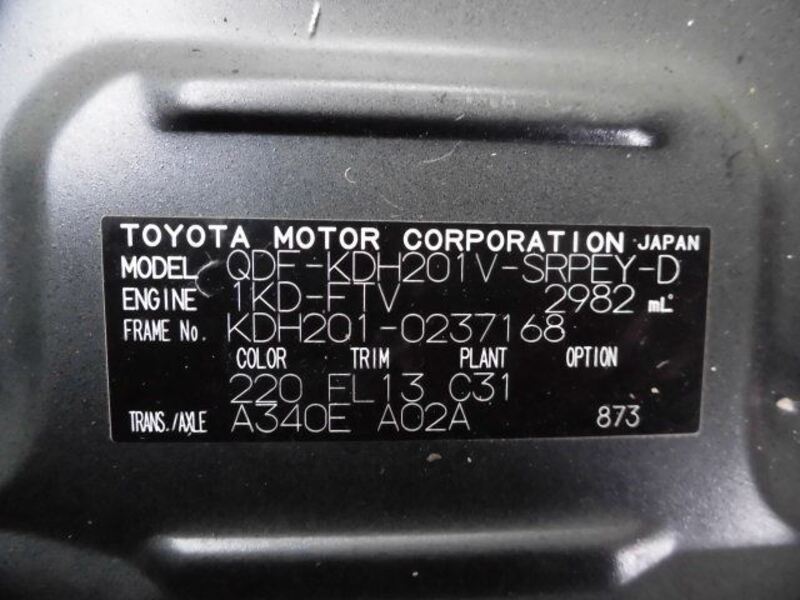 TOYOTA MOTOR CORPORATION JAPAN
MODEL QDF-KDH201V-SRPEY-D
ENGINE 1KD-FTV 2982 mL
FRAME No. KDH201-0237168
COLOR TRIM PLANT OPTION
220 FL13 C31
TRANS./AXLE A340E A02A 873